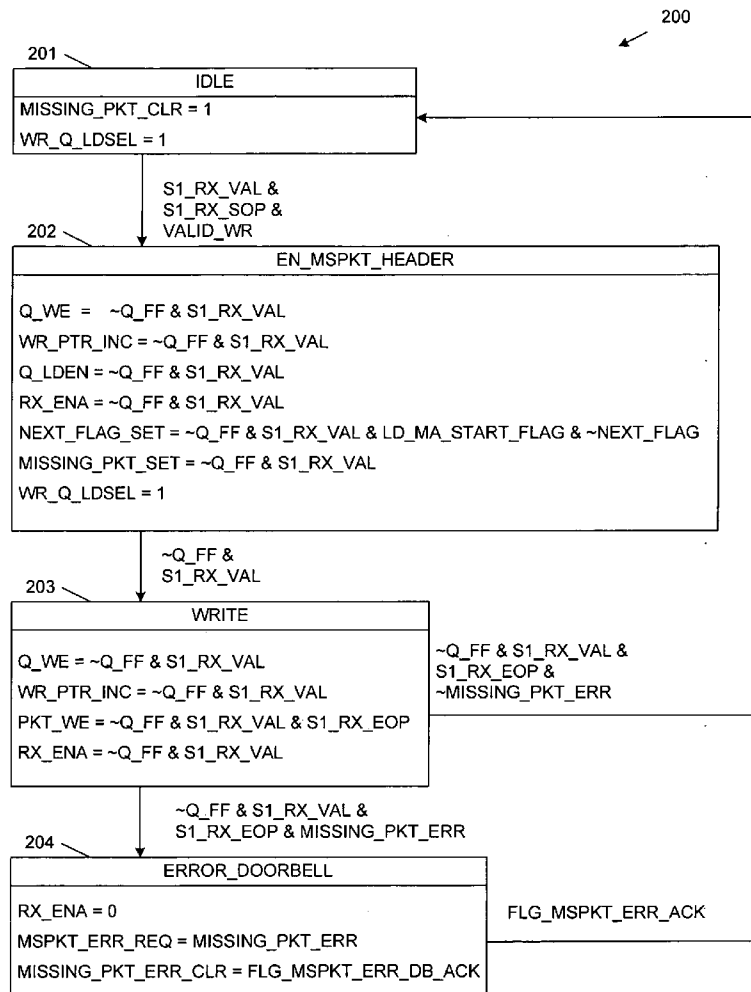 200
201
IDLE
MISSING_PKT_CLR = 1
WR_Q_LDSEL = 1
S1_RX_VAL &
S1_RX_SOP &
VALID_WR
202
EN_MSPKT_HEADER
Q_WE = ~Q_FF & S1_RX_VAL
WR_PTR_INC = ~Q_FF & S1_RX_VAL
Q_LDEN = ~Q_FF & S1_RX_VAL
RX_ENA = ~Q_FF & S1_RX_VAL
NEXT_FLAG_SET = ~Q_FF & S1_RX_VAL & LD_MA_START_FLAG & ~NEXT_FLAG
MISSING_PKT_SET = ~Q_FF & S1_RX_VAL
WR_Q_LDSEL = 1
~Q_FF &
S1_RX_VAL
203
WRITE
Q_WE = ~Q_FF & S1_RX_VAL
WR_PTR_INC = ~Q_FF & S1_RX_VAL
PKT_WE = ~Q_FF & S1_RX_VAL & S1_RX_EOP
RX_ENA = ~Q_FF & S1_RX_VAL
~Q_FF & S1_RX_VAL &
S1_RX_EOP &
~MISSING_PKT_ERR
~Q_FF & S1_RX_VAL &
S1_RX_EOP & MISSING_PKT_ERR
204
ERROR_DOORBELL
RX_ENA = 0
MSPKT_ERR_REQ = MISSING_PKT_ERR
MISSING_PKT_ERR_CLR = FLG_MSPKT_ERR_DB_ACK
FLG_MSPKT_ERR_ACK